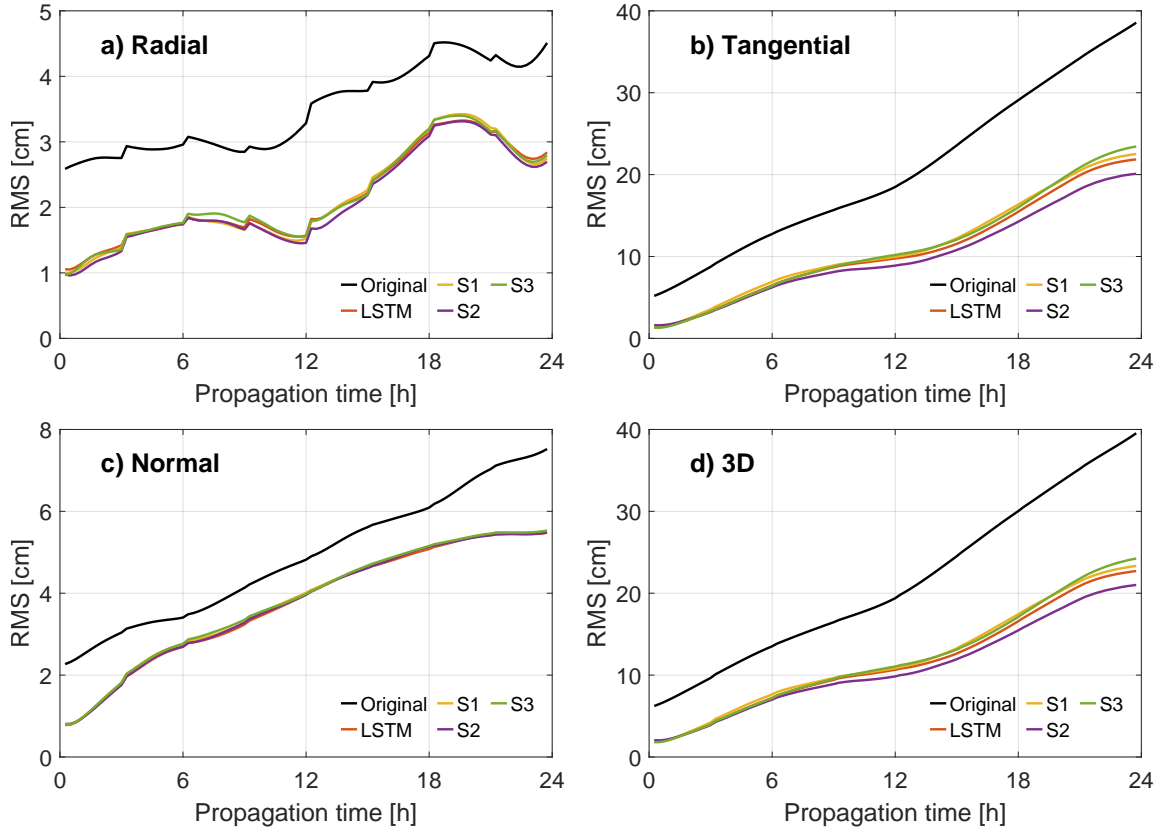 a) Radial
RMS [cm]
5
4
3
2
1
0
Original S1 S3
LSTM S2
0 6 12 18 24
Propagation time [h]
b) Tangential
RMS [cm]
40
30
20
10
0
Original S1 S3
LSTM S2
0 6 12 18 24
Propagation time [h]
c) Normal
RMS [cm]
8
6
4
2
0
Original S1 S3
LSTM S2
0 6 12 18 24
Propagation time [h]
d) 3D
RMS [cm]
40
30
20
10
0
Original S1 S3
LSTM S2
0 6 12 18 24
Propagation time [h]